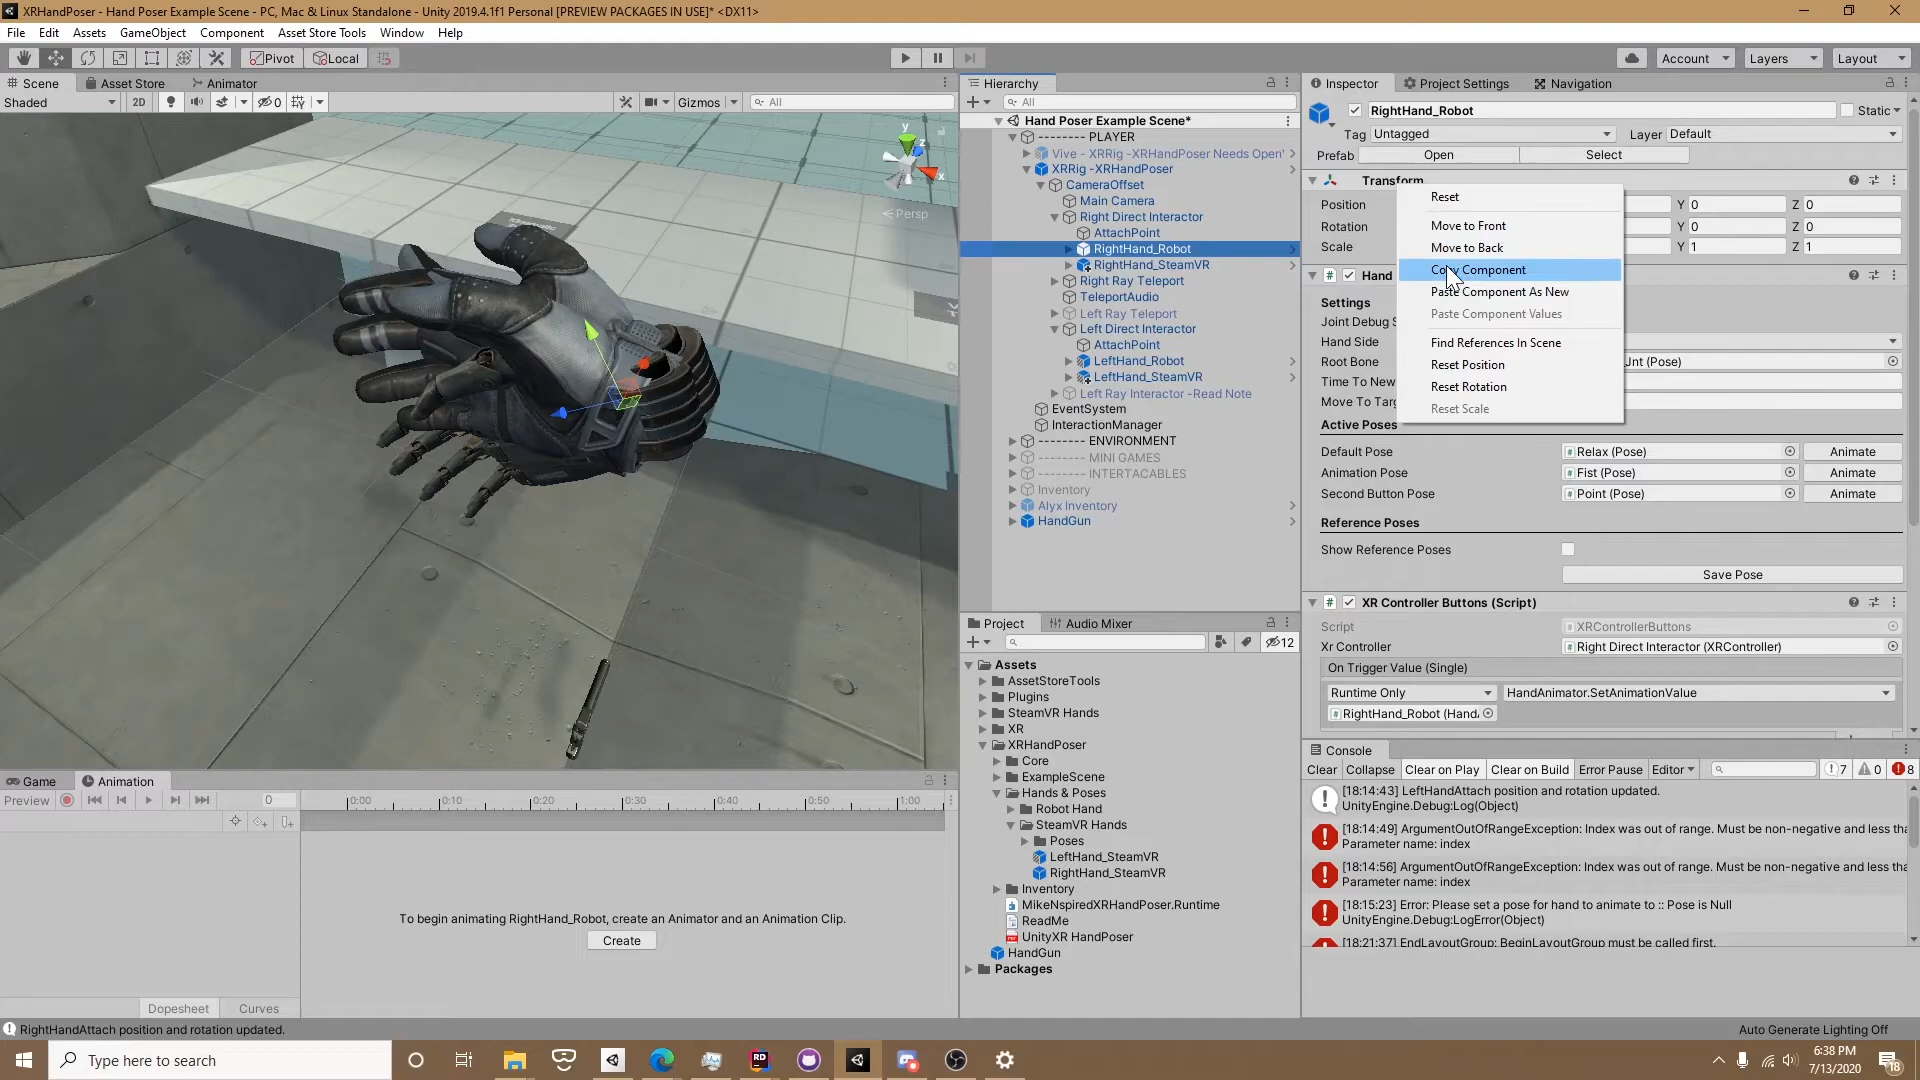 XRHandPoser - Hand Poser Example Scene - PC, Mac & Linux Standalone - Unity 2019.4.1f1 Personal [PREVIEW PACKAGES IN USE]* <DX11>
File Edit Assets GameObject Component Asset Store Tools Window Help
Pivot Local Account Layers Layout
Scene Asset Store Animator
Shaded 2D 0 Gizmos All
y z x
Persp
Hierarchy
All
Hand Poser Example Scene*
-------- PLAYER
Vive - XRRig -XRHandPoser Needs Open'
XRRig -XRHandPoser
CameraOffset
Main Camera
Right Direct Interactor
AttachPoint
RightHand_Robot
RightHand_SteamVR
Right Ray Teleport
TeleportAudio
Left Ray Teleport
Left Direct Interactor
AttachPoint
LeftHand_Robot
LeftHand_SteamVR
Left Ray Interactor -Read Note
EventSystem
InteractionManager
-------- ENVIRONMENT
-------- MINI GAMES
-------- INTERTACABLES
Inventory
Alyx Inventory
HandGun
Inspector Project Settings Navigation
RightHand_Robot Static
Tag Untagged Layer Default
Prefab Open Select
Transform
Position Y 0 Z 0
Rotation Y 0 Z 0
Scale Y 1 Z 1
Hand
Settings
Joint Debug S
Hand Side
Root Bone Jnt (Pose)
Time To New
Move To Targ
Reset
Move to Front
Move to Back
Copy Component
Paste Component As New
Paste Component Values
Find References In Scene
Reset Position
Reset Rotation
Reset Scale
Active Poses
Default Pose Relax (Pose) Animate
Animation Pose Fist (Pose) Animate
Second Button Pose Point (Pose) Animate
Reference Poses
Show Reference Poses
Save Pose
XR Controller Buttons (Script)
Script XRControllerButtons
Xr Controller Right Direct Interactor (XRController)
On Trigger Value (Single)
Runtime Only HandAnimator.SetAnimationValue
RightHand_Robot (Hand
Project Audio Mixer
12
Assets
AssetStoreTools
Plugins
SteamVR Hands
XR
XRHandPoser
Core
ExampleScene
Hands & Poses
Robot Hand
SteamVR Hands
Poses
LeftHand_SteamVR
RightHand_SteamVR
Inventory
MikeNspiredXRHandPoser.Runtime
ReadMe
UnityXR HandPoser
HandGun
Packages
Console
Clear Collapse Clear on Play Clear on Build Error Pause Editor 7 0 8
[18:14:43] LeftHandAttach position and rotation updated.
UnityEngine.Debug:Log(Object)
[18:14:49] ArgumentOutOfRangeException: Index was out of range. Must be non-negative and less tha
Parameter name: index
[18:14:56] ArgumentOutOfRangeException: Index was out of range. Must be non-negative and less tha
Parameter name: index
[18:15:23] Error: Please set a pose for hand to animate to :: Pose is Null
UnityEngine.Debug:LogError(Object)
[18:21:37] EndLayoutGroup: BeginLayoutGroup must be called first.
Game Animation
Preview 0 0:00 0:10 0:20 0:30 0:40 0:50 1:00
To begin animating RightHand_Robot, create an Animator and an Animation Clip.
Create
Dopesheet Curves
RightHandAttach position and rotation updated.
Auto Generate Lighting Off
Type here to search
RD
6:38 PM
7/13/2020
18